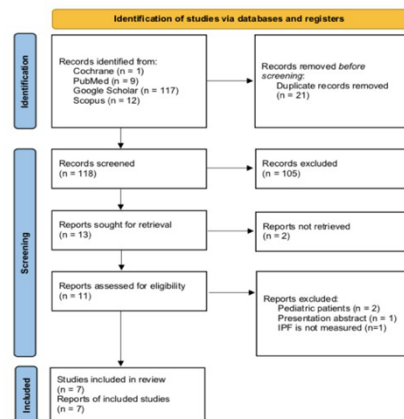 Identification of studies via databases and registers
Identification
Records identified from:
Cochrane (n = 1)
PubMed (n = 9)
Google Scholar (n = 117)
Scopus (n = 12)
Records removed before
screening:
Duplicate records removed
(n = 21)
Screening
Records screened
(n = 118)
Records excluded
(n = 105)
Reports sought for retrieval
(n = 13)
Reports not retrieved
(n = 2)
Reports assessed for eligibility
(n = 11)
Reports excluded:
Pediatric patients (n = 2)
Presentation abstract (n = 1)
IPF is not measured (n=1)
Included
Studies included in review
(n = 7)
Reports of included studies
(n = 7)